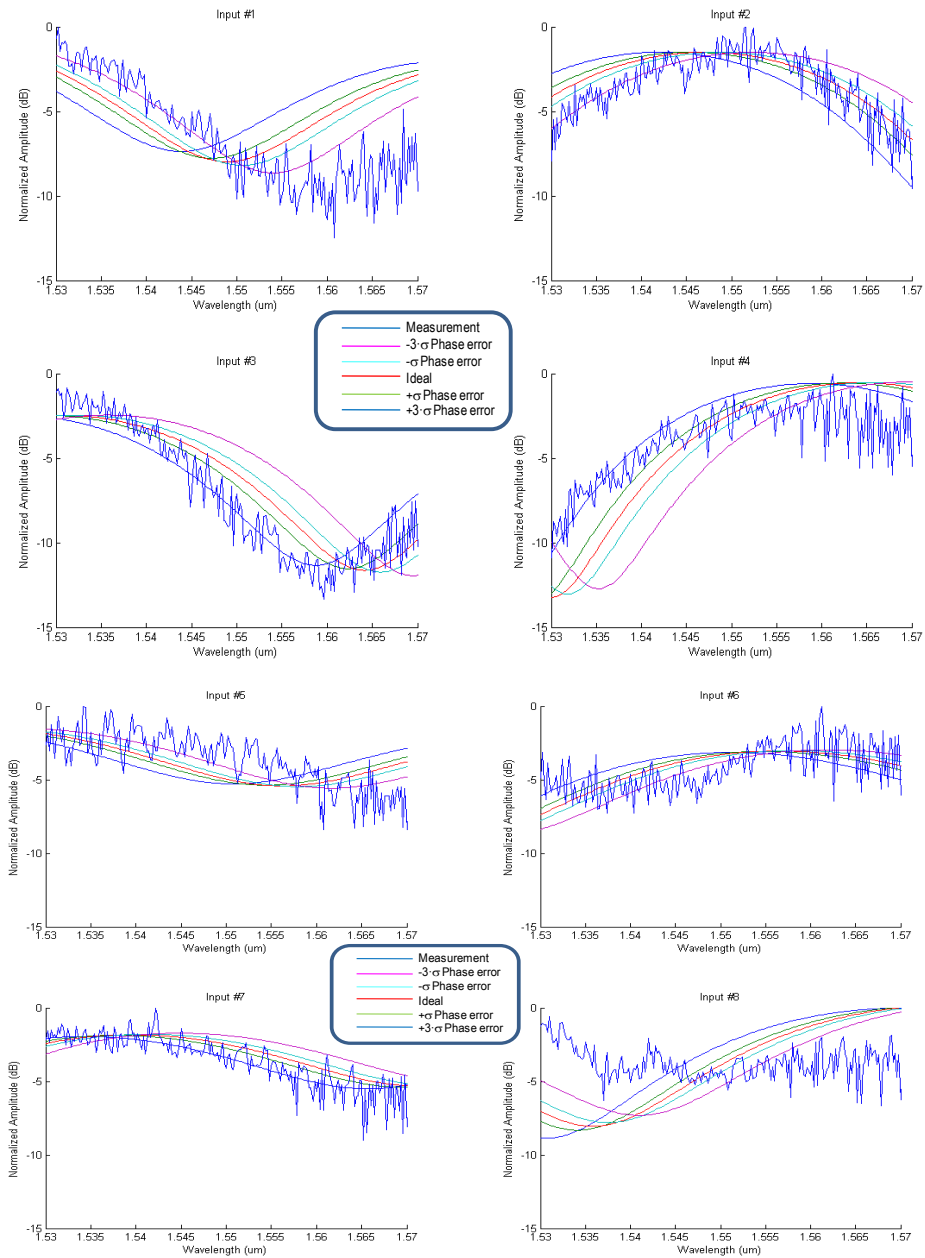 Input #1
Normalized Amplitude (dB)
0
-5
-10
-15
1.53 1.535 1.54 1.545 1.55 1.555 1.56 1.565 1.57
Wavelength (um)
Input #2
Normalized Amplitude (dB)
0
-5
-10
-15
1.53 1.535 1.54 1.545 1.55 1.555 1.56 1.565 1.57
Wavelength (um)
Measurement
-3·σ Phase error
-σ Phase error
Ideal
+σ Phase error
+3·σ Phase error
Input #3
Normalized Amplitude (dB)
0
-5
-10
-15
1.53 1.535 1.54 1.545 1.55 1.555 1.56 1.565 1.57
Wavelength (um)
Input #4
Normalized Amplitude (dB)
0
-5
-10
-15
1.53 1.535 1.54 1.545 1.55 1.555 1.56 1.565 1.57
Wavelength (um)
Input #5
Normalized Amplitude (dB)
0
-5
-10
-15
1.53 1.535 1.54 1.545 1.55 1.555 1.56 1.565 1.57
Wavelength (um)
Input #6
Normalized Amplitude (dB)
0
-5
-10
-15
1.53 1.535 1.54 1.545 1.55 1.555 1.56 1.565 1.57
Wavelength (um)
Measurement
-3·σ Phase error
-σ Phase error
Ideal
+σ Phase error
+3·σ Phase error
Input #7
Normalized Amplitude (dB)
0
-5
-10
-15
1.53 1.535 1.54 1.545 1.55 1.555 1.56 1.565 1.57
Wavelength (um)
Input #8
Normalized Amplitude (dB)
0
-5
-10
-15
1.53 1.535 1.54 1.545 1.55 1.555 1.56 1.565 1.57
Wavelength (um)